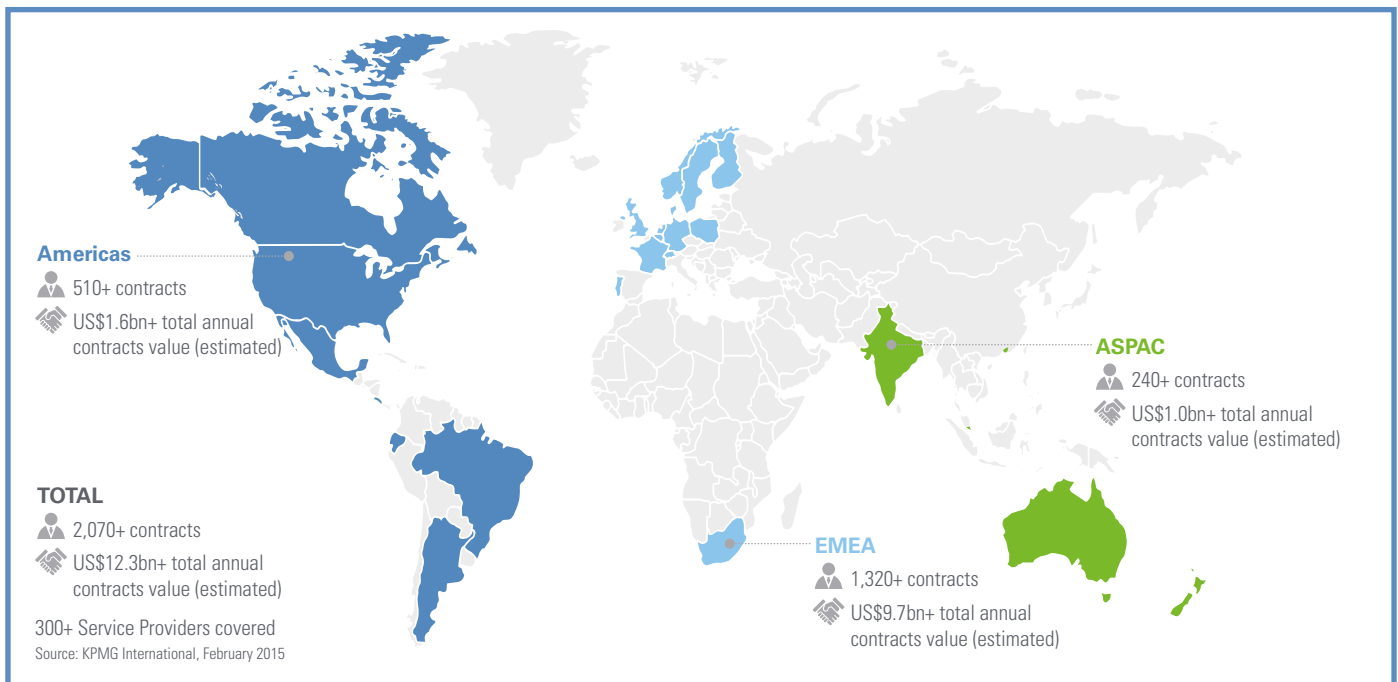 Americas
510+ contracts
US$1.6bn+ total annual
contracts value (estimated)
ASPAC
240+ contracts
US$1.0bn+ total annual
contracts value (estimated)
TOTAL
2,070+ contracts
US$12.3bn+ total annual
contracts value (estimated)
300+ Service Providers covered
Source: KPMG International, February 2015
EMEA
1,320+ contracts
US$9.7bn+ total annual
contracts value (estimated)